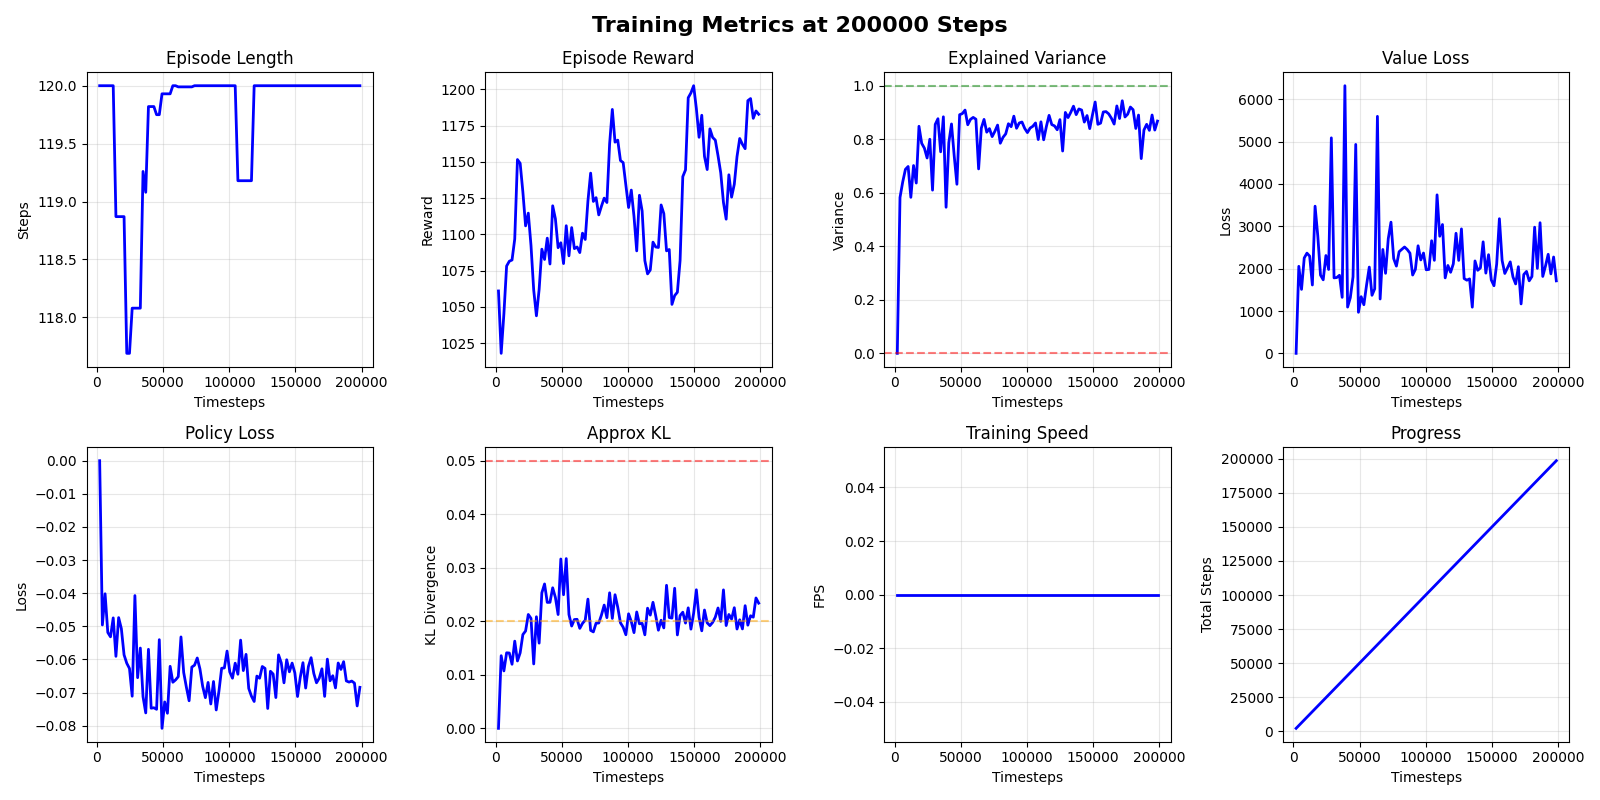 Training Metrics at 200000 Steps
Episode Length
Steps
120.0
119.5
119.0
118.5
118.0
0 50000 100000 150000 200000
Timesteps
Episode Reward
Reward
1200
1175
1150
1125
1100
1075
1050
1025
0 50000 100000 150000 200000
Timesteps
Explained Variance
Variance
1.0
0.8
0.6
0.4
0.2
0.0
0 50000 100000 150000 200000
Timesteps
Value Loss
Loss
6000
5000
4000
3000
2000
1000
0
0 50000 100000 150000 200000
Timesteps
Policy Loss
Loss
0.00
−0.01
−0.02
−0.03
−0.04
−0.05
−0.06
−0.07
−0.08
0 50000 100000 150000 200000
Timesteps
Approx KL
KL Divergence
0.05
0.04
0.03
0.02
0.01
0.00
0 50000 100000 150000 200000
Timesteps
Training Speed
FPS
0.04
0.02
0.00
−0.02
−0.04
0 50000 100000 150000 200000
Timesteps
Progress
Total Steps
200000
175000
150000
125000
100000
75000
50000
25000
0
0 50000 100000 150000 200000
Timesteps